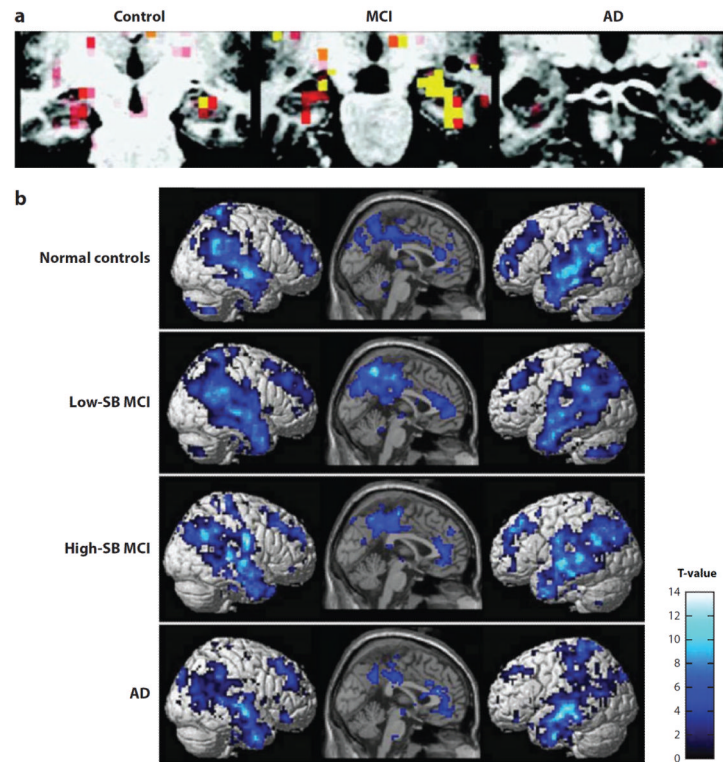 a
Control
MCI
AD
b
Normal controls
Low-SB MCI
High-SB MCI
AD
T-value
14
12
10
8
6
4
2
0